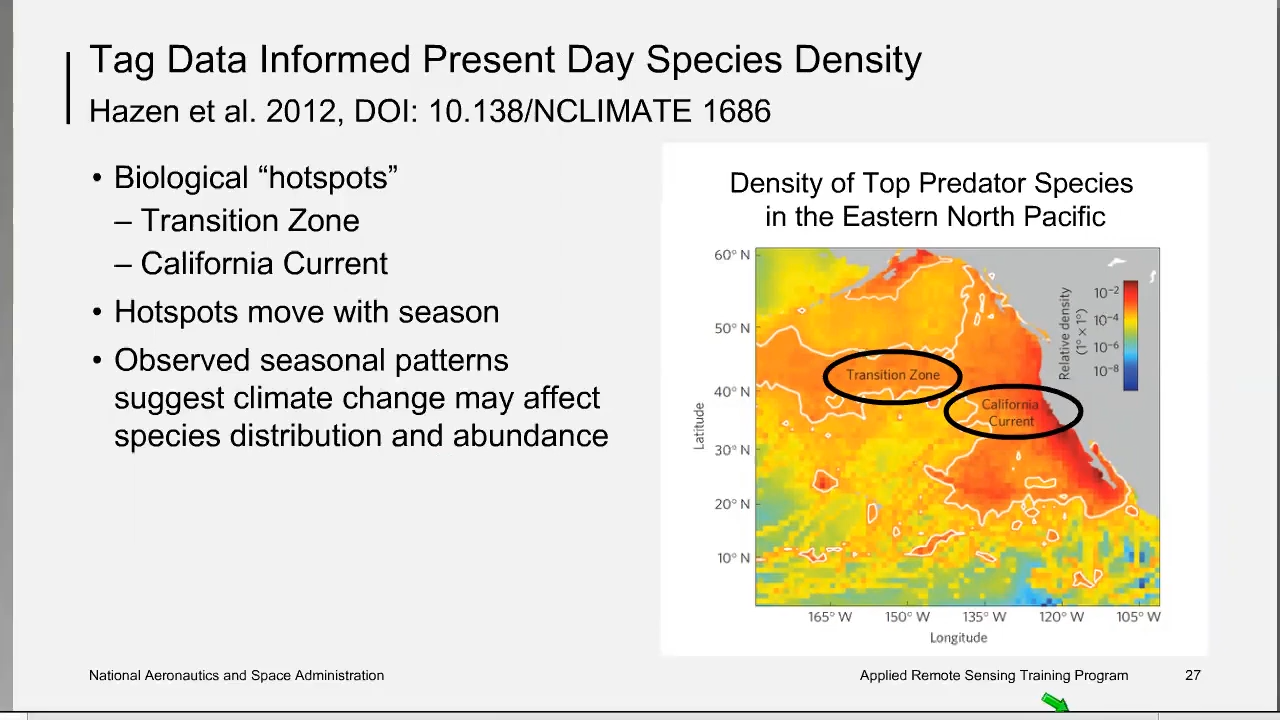 Tag Data Informed Present Day Species Density
Hazen et al. 2012, DOI: 10.138/NCLIMATE 1686
• Biological “hotspots”
– Transition Zone
– California Current
• Hotspots move with season
• Observed seasonal patterns
suggest climate change may affect
species distribution and abundance
Density of Top Predator Species
in the Eastern North Pacific
60° N
50° N
40° N
30° N
20° N
10° N
Latitude
Transition Zone
California
Current
Relative density
(1° × 1°)
10⁻²
10⁻⁴
10⁻⁶
10⁻⁸
165° W 150° W 135° W 120° W 105° W
Longitude
National Aeronautics and Space Administration
Applied Remote Sensing Training Program
27